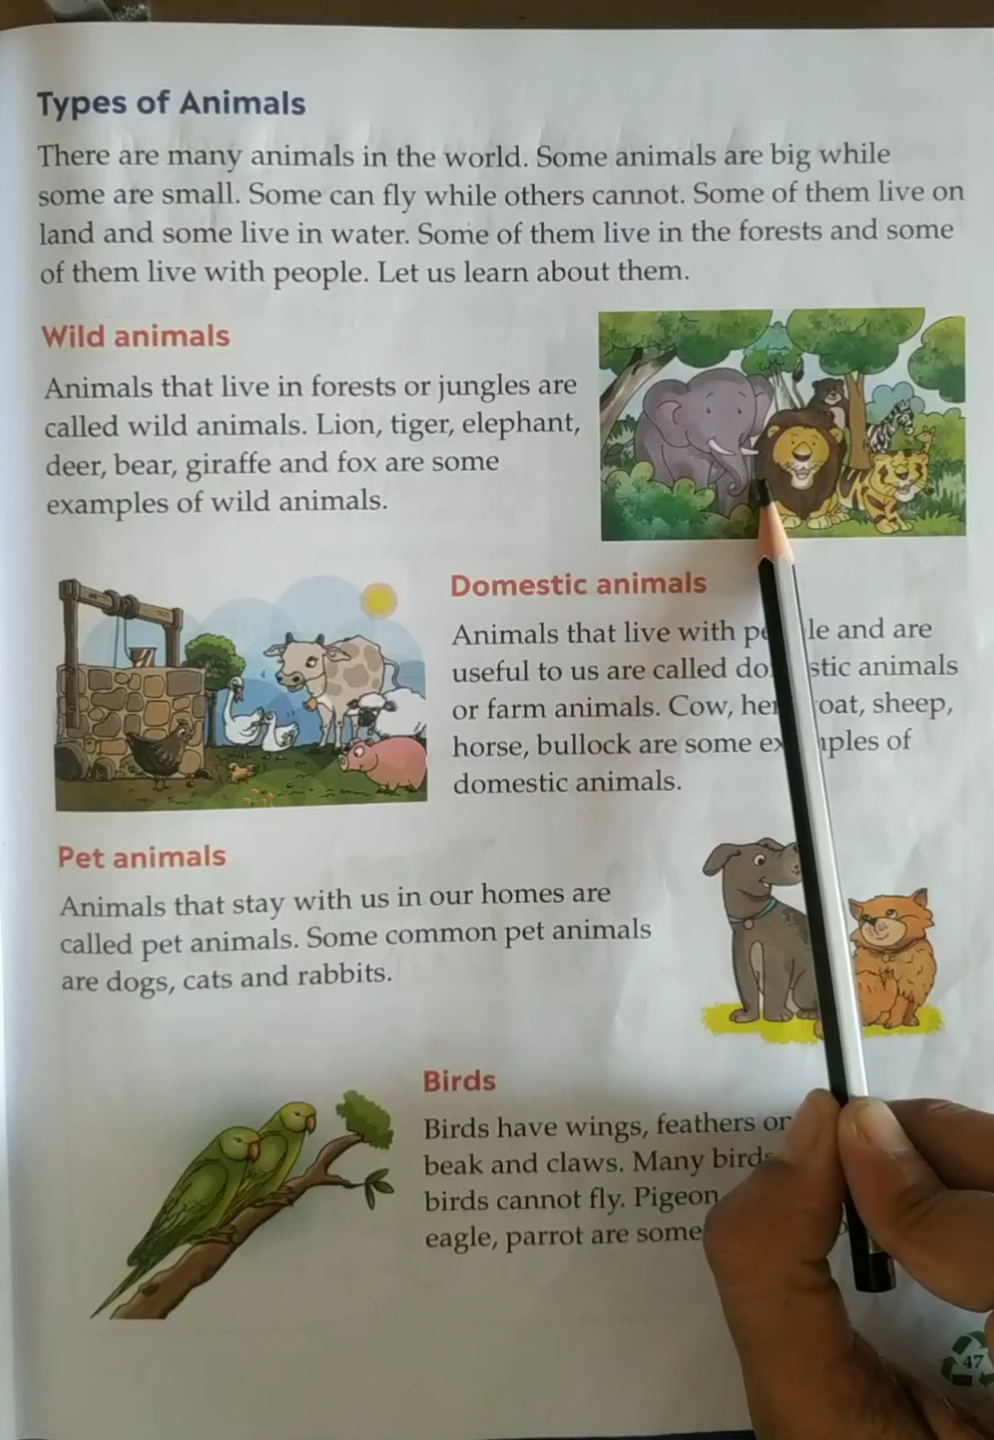 Types of Animals
There are many animals in the world. Some animals are big while
some are small. Some can fly while others cannot. Some of them live on
land and some live in water. Some of them live in the forests and some
of them live with people. Let us learn about them.
Wild animals
Animals that live in forests or jungles are
called wild animals. Lion, tiger, elephant,
deer, bear, giraffe and fox are some
examples of wild animals.
Domestic animals
Animals that live with and are
useful to us are called animals
or farm animals. Cow, sheep,
horse, bullock are some of
domestic animals.
Pet animals
Animals that stay with us in our homes are
called pet animals. Some common pet animals
are dogs, cats and rabbits.
Birds
Birds have wings, feathers or
beak and claws. Many
birds cannot fly. Pigeon
eagle, parrot are some
47